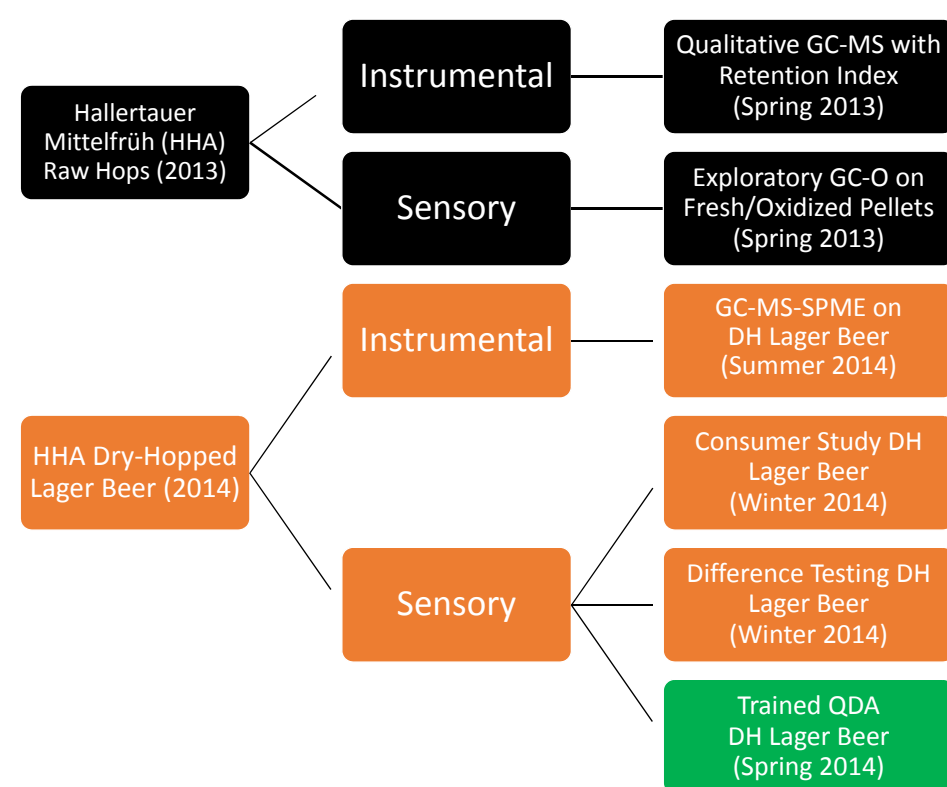 Hallertauer
Mittelfrüh (HHA)
Raw Hops (2013)
Instrumental
Qualitative GC-MS with
Retention Index
(Spring 2013)
Sensory
Exploratory GC-O on
Fresh/Oxidized Pellets
(Spring 2013)
HHA Dry-Hopped
Lager Beer (2014)
Instrumental
GC-MS-SPME on
DH Lager Beer
(Summer 2014)
Sensory
Consumer Study DH
Lager Beer
(Winter 2014)
Difference Testing DH
Lager Beer
(Winter 2014)
Trained QDA
DH Lager Beer
(Spring 2014)